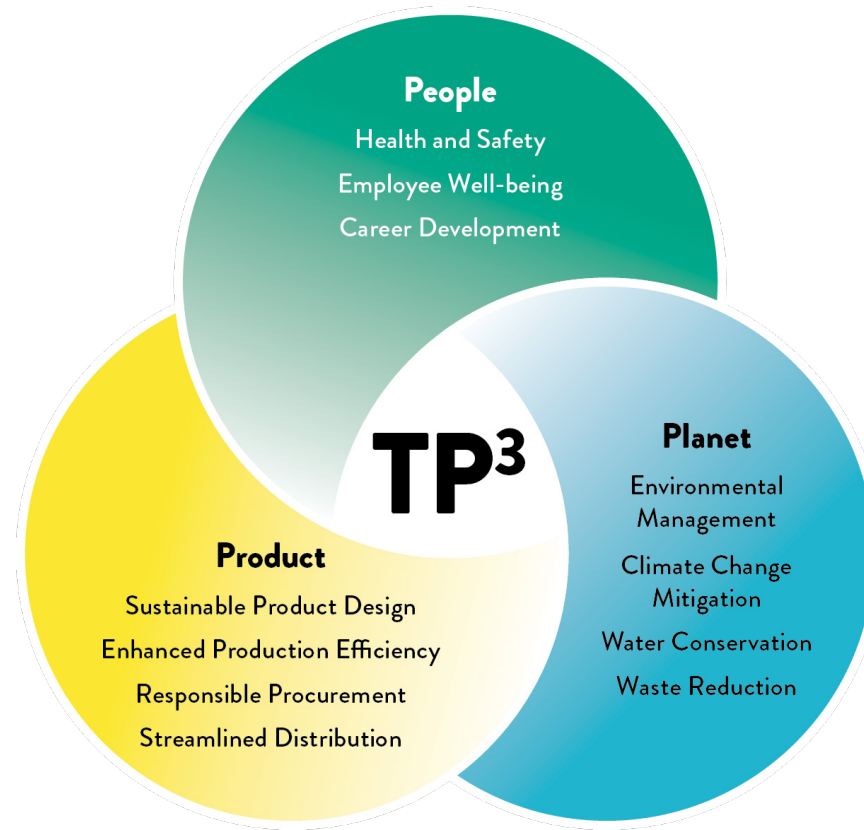 People
Health and Safety
Employee Well-being
Career Development
TP³
Planet
Environmental
Management
Climate Change
Mitigation
Water Conservation
Waste Reduction
Product
Sustainable Product Design
Enhanced Production Efficiency
Responsible Procurement
Streamlined Distribution